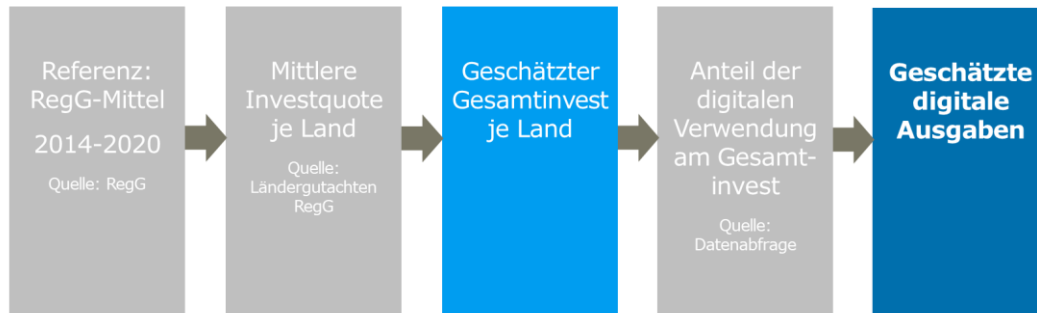 Referenz:
RegG-Mittel
2014-2020
Quelle: RegG
Mittlere
Investquote
je Land
Quelle:
Ländergutachten
RegG
Geschätzter
Gesamtinvest
je Land
Anteil der
digitalen
Verwendung
am Gesamt-
invest
Quelle:
Datenabfrage
Geschätzte
digitale
Ausgaben